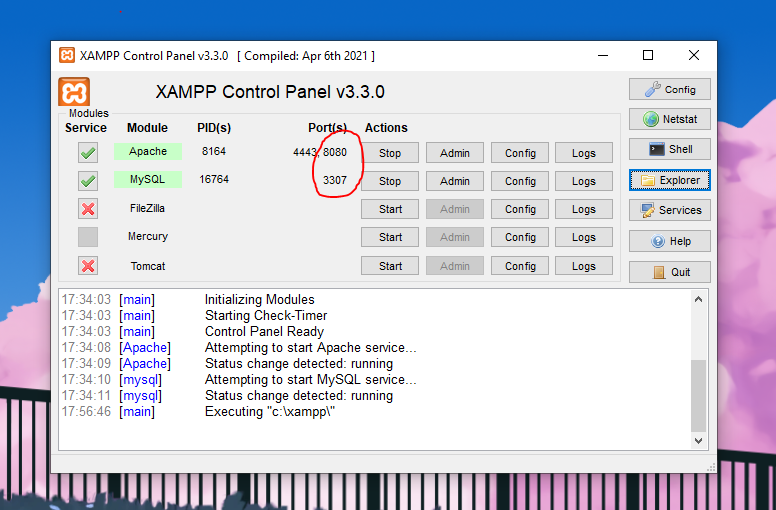 XAMPP Control Panel v3.3.0 [ Compiled: Apr 6th 2021 ]
XAMPP Control Panel v3.3.0
Config
Modules
Service Module PID(s) Port(s) Actions
Netstat
Apache 8164 4443, 8080 Stop Admin Config Logs
Shell
MySQL 16764 3307 Stop Admin Config Logs
Explorer
FileZilla Start Admin Config Logs
Services
Mercury Start Admin Config Logs
Help
Tomcat Start Admin Config Logs
Quit
17:34:03 [main] Initializing Modules
17:34:03 [main] Starting Check-Timer
17:34:03 [main] Control Panel Ready
17:34:08 [Apache] Attempting to start Apache service...
17:34:09 [Apache] Status change detected: running
17:34:10 [mysql] Attempting to start MySQL service...
17:34:11 [mysql] Status change detected: running
17:56:46 [main] Executing "c:\xampp\"